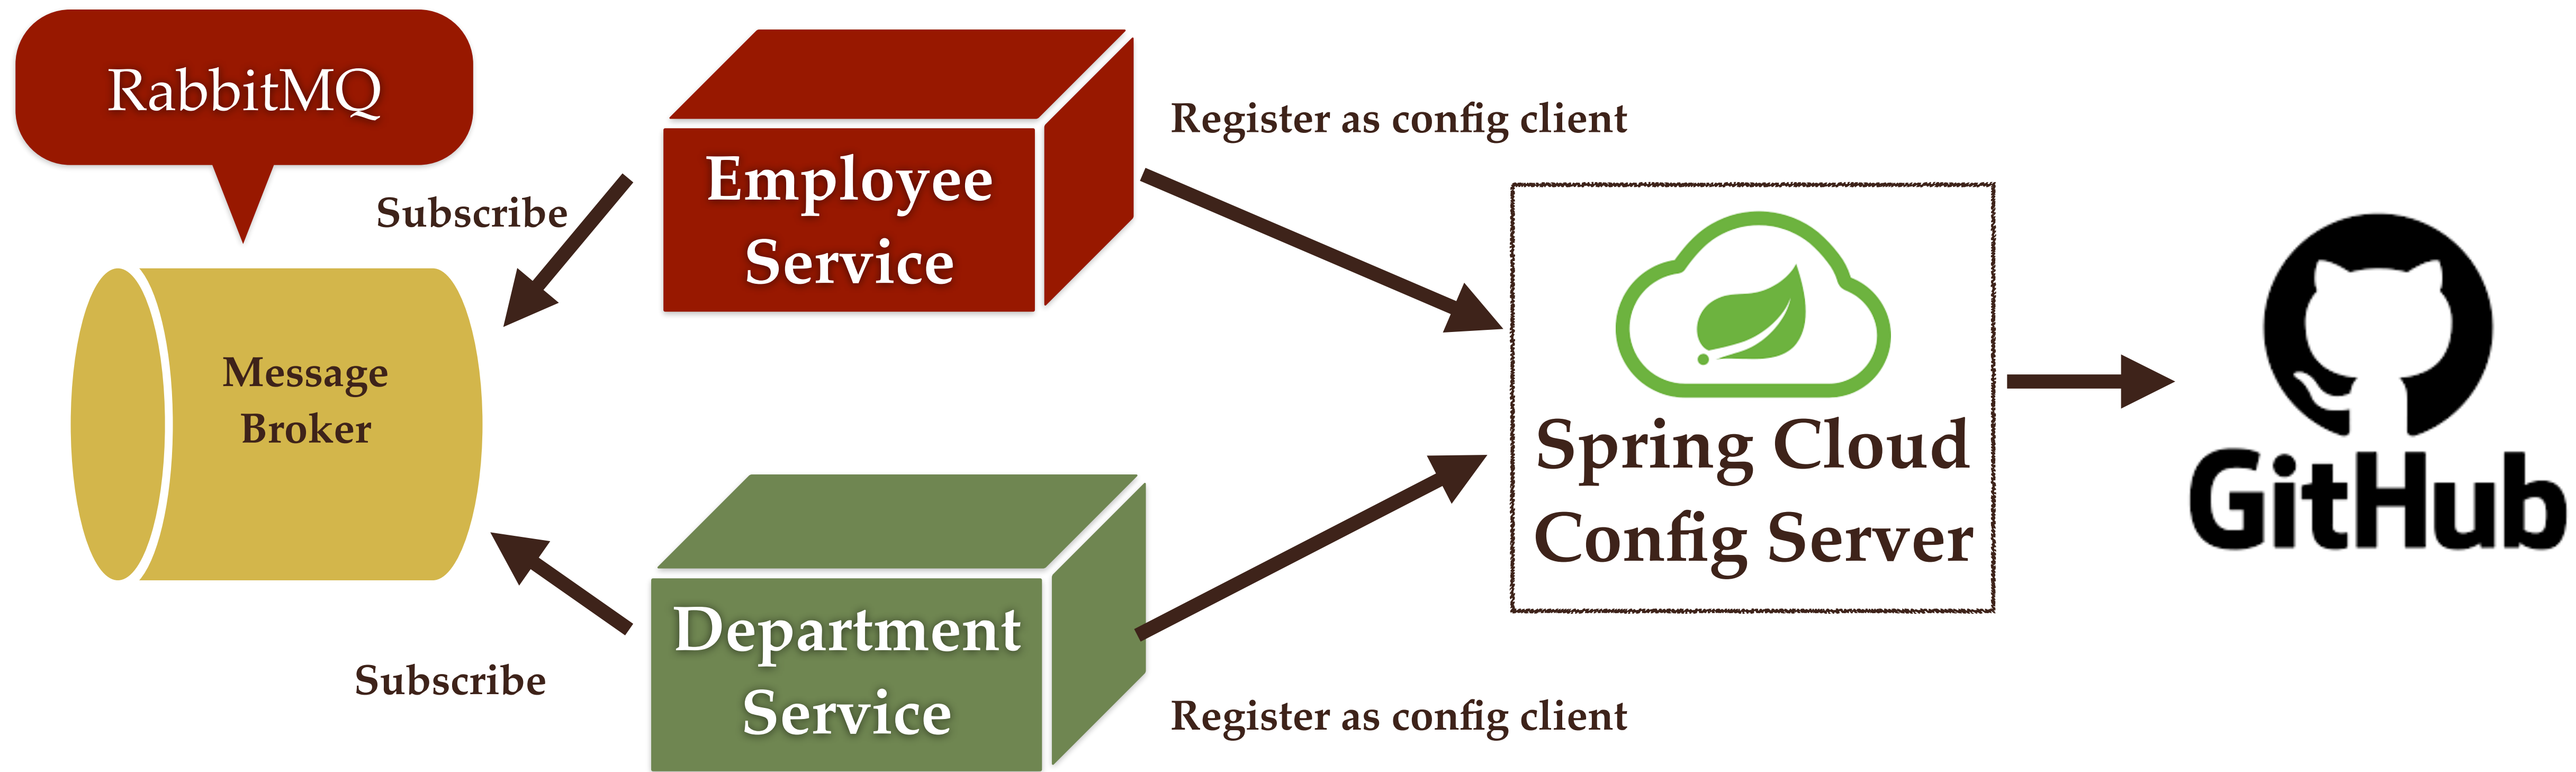 RabbitMQ
Subscribe
Message
Broker
Subscribe
Employee
Service
Department
Service
Register as config client
Register as config client
Spring Cloud
Config Server
GitHub